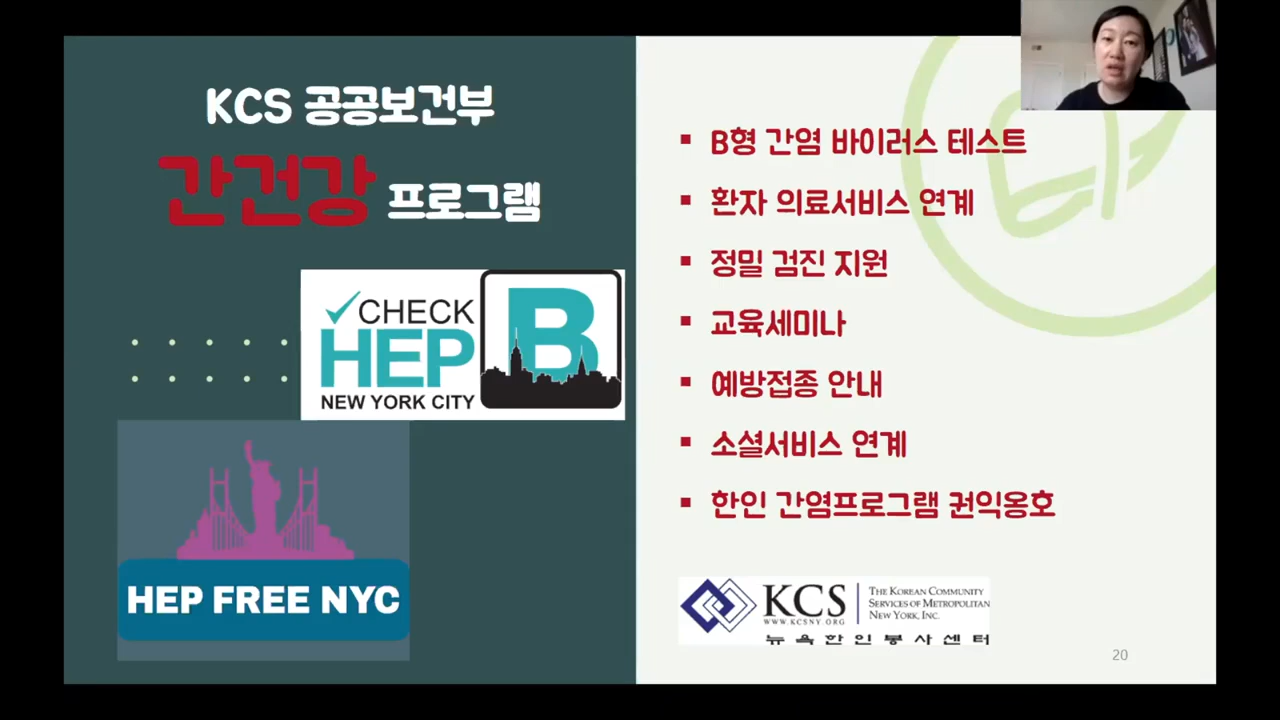 KCS 공공보건부
간건강 프로그램
CHECK
HEP B
NEW YORK CITY
HEP FREE NYC
B형 간염 바이러스 테스트
환자 의료서비스 연계
정밀 검진 지원
교육세미나
예방접종 안내
소셜서비스 연계
한인 간염프로그램 권익옹호
KCS
WWW.KCSNY.ORG
THE KOREAN COMMUNITY
SERVICES OF METROPOLITAN
NEW YORK, INC.
뉴욕한인봉사센터
20